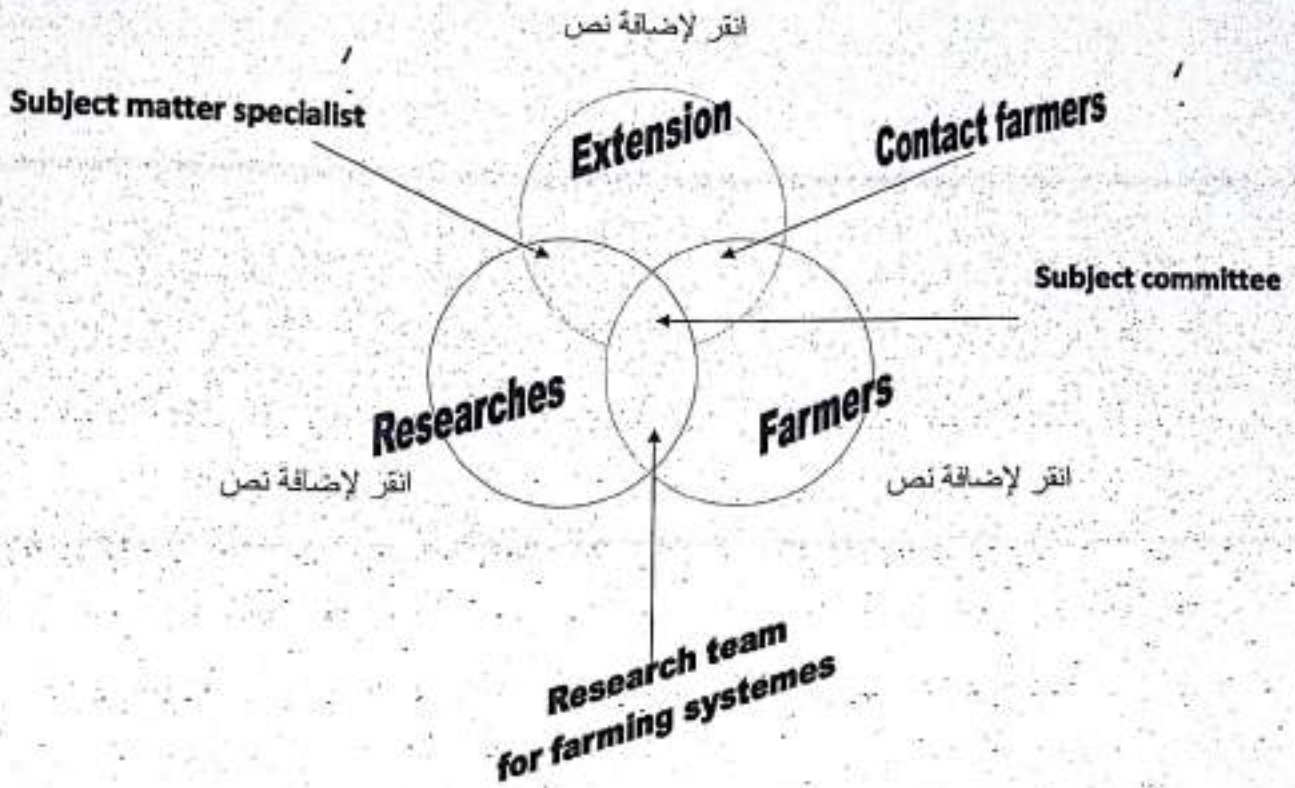 انقر لإضافة نص
Subject matter specialist
Extension
Contact farmers
Subject committee
Researches
Farmers
انقر لإضافة نص
انقر لإضافة نص
Research team
for farming systemes